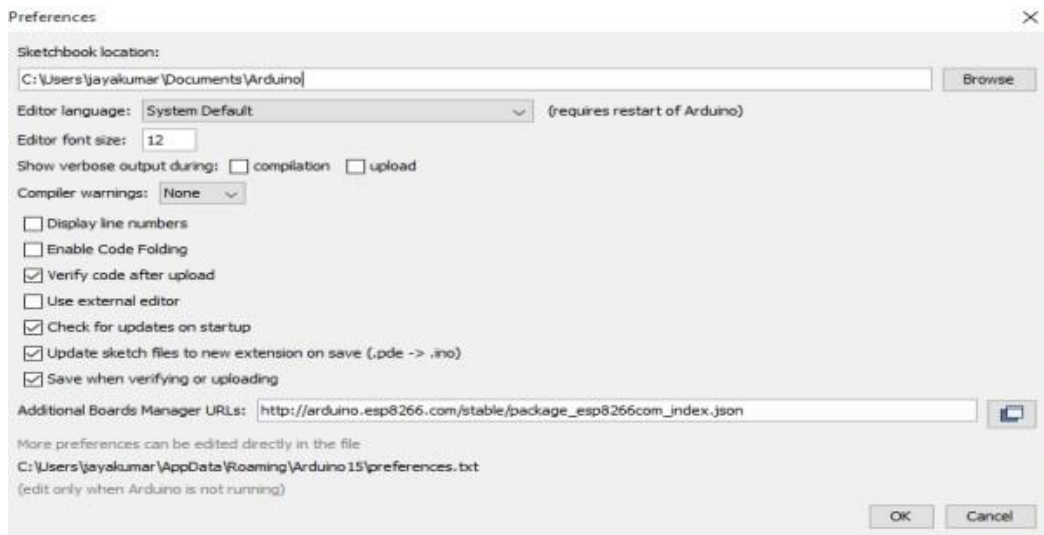 Preferences
Sketchbook location:
C:\Users\jayakumar\Documents\Arduino
Browse
Editor language: System Default (requires restart of Arduino)
Editor font size: 12
Show verbose output during: compilation upload
Compiler warnings: None
Display line numbers
Enable Code Folding
Verify code after upload
Use external editor
Check for updates on startup
Update sketch files to new extension on save (.pde -> .ino)
Save when verifying or uploading
Additional Boards Manager URLs: http://arduino.esp8266.com/stable/package_esp8266com_index.json
More preferences can be edited directly in the file
C:\Users\jayakumar\AppData\Roaming\Arduino15\preferences.txt
(edit only when Arduino is not running)
OK Cancel